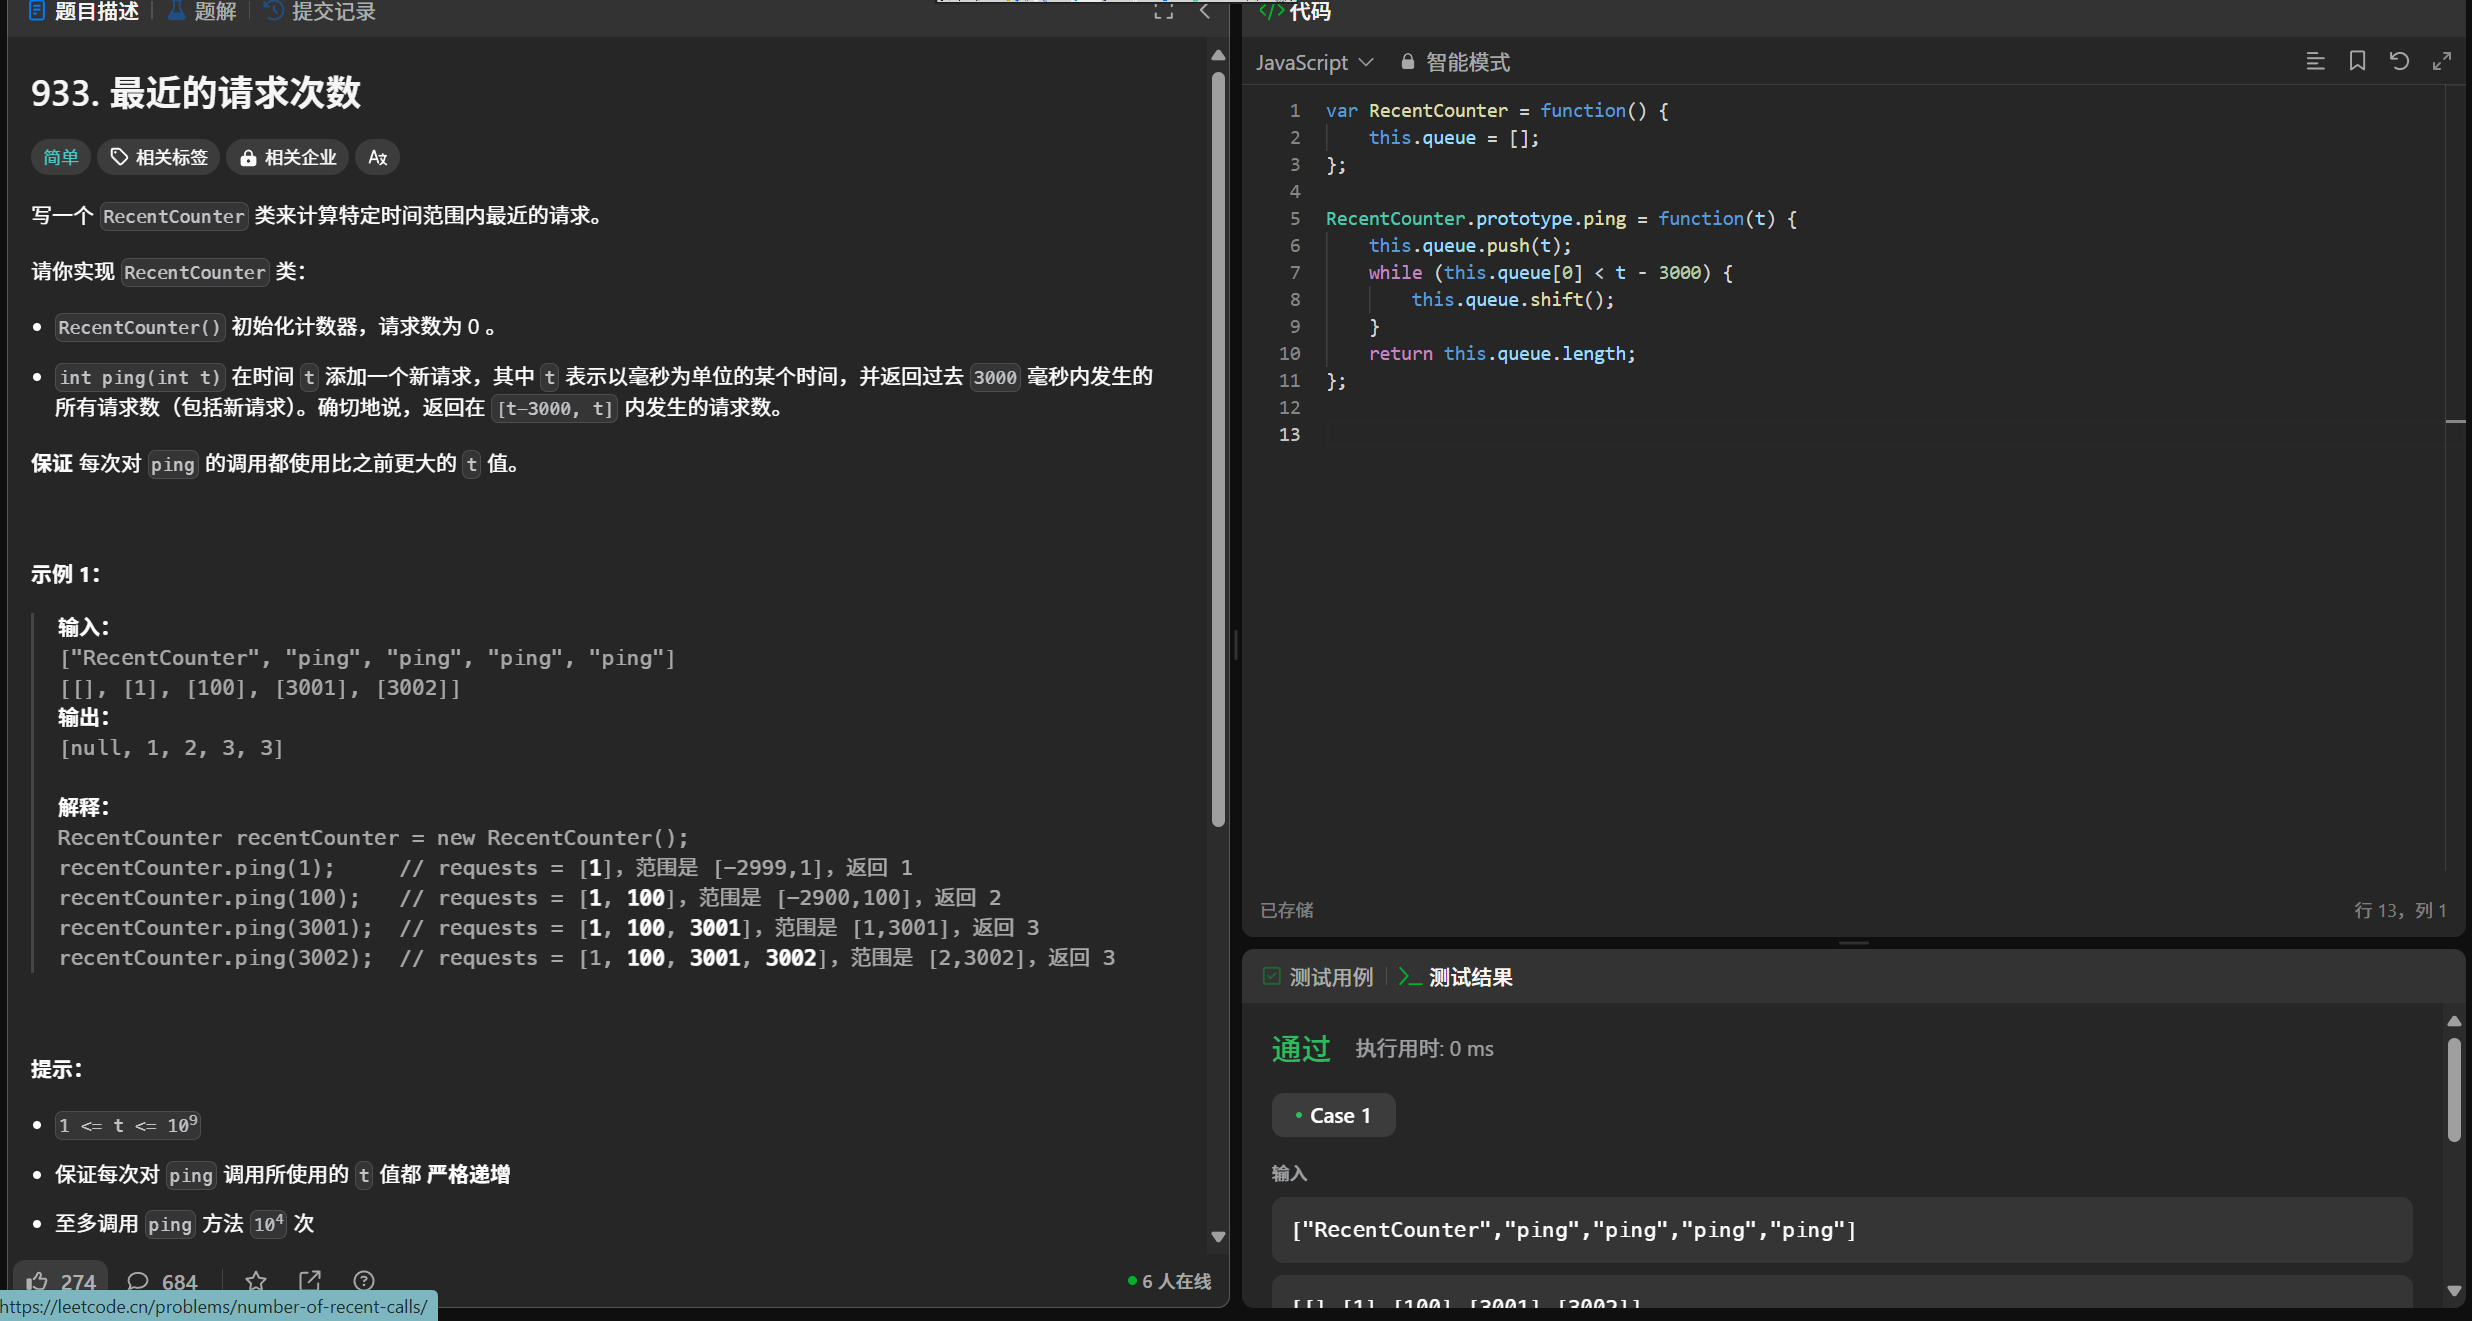 题目描述 | 题解 | 提交记录
933. 最近的请求次数
简单 相关标签 相关企业 Ax
写一个 RecentCounter 类来计算特定时间范围内最近的请求。
请你实现 RecentCounter 类：
• RecentCounter() 初始化计数器，请求数为 0 。
• int ping(int t) 在时间 t 添加一个新请求，其中 t 表示以毫秒为单位的某个时间，并返回过去 3000 毫秒内发生的
所有请求数（包括新请求）。确切地说，返回在 [t-3000, t] 内发生的请求数。
保证 每次对 ping 的调用都使用比之前更大的 t 值。
示例 1：
输入：
["RecentCounter", "ping", "ping", "ping", "ping"]
[[], [1], [100], [3001], [3002]]
输出：
[null, 1, 2, 3, 3]
解释：
RecentCounter recentCounter = new RecentCounter();
recentCounter.ping(1);     // requests = [1]，范围是 [-2999,1]，返回 1
recentCounter.ping(100);   // requests = [1, 100]，范围是 [-2900,100]，返回 2
recentCounter.ping(3001);  // requests = [1, 100, 3001]，范围是 [1,3001]，返回 3
recentCounter.ping(3002);  // requests = [1, 100, 3001, 3002]，范围是 [2,3002]，返回 3
提示：
• 1 <= t <= 10⁹
• 保证每次对 ping 调用所使用的 t 值都 严格递增
• 至多调用 ping 方法 10⁴ 次
274 684 6 人在线
https://leetcode.cn/problems/number-of-recent-calls/
</> 代码
JavaScript 智能模式
1 var RecentCounter = function() {
2     this.queue = [];
3 };
4
5 RecentCounter.prototype.ping = function(t) {
6     this.queue.push(t);
7     while (this.queue[0] < t - 3000) {
8         this.queue.shift();
9     }
10     return this.queue.length;
11 };
12
13
已存储 行 13，列 1
测试用例 | >_ 测试结果
通过 执行用时: 0 ms
• Case 1
输入
["RecentCounter","ping","ping","ping","ping"]
[[],[1],[100],[3001],[3002]]